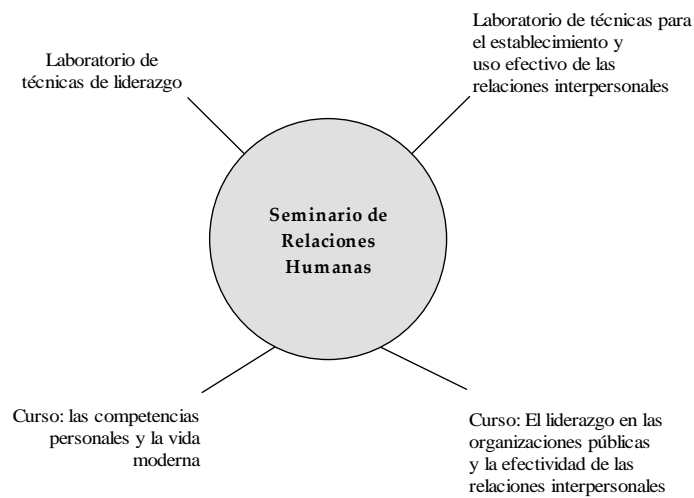 Laboratorio de
técnicas de liderazgo
Laboratorio de técnicas para
el establecimiento y
uso efectivo de las
relaciones interpersonales
Seminario de
Relaciones
Humanas
Curso: las competencias
personales y la vida
moderna
Curso: El liderazgo en las
organizaciones públicas
y la efectividad de las
relaciones interpersonales